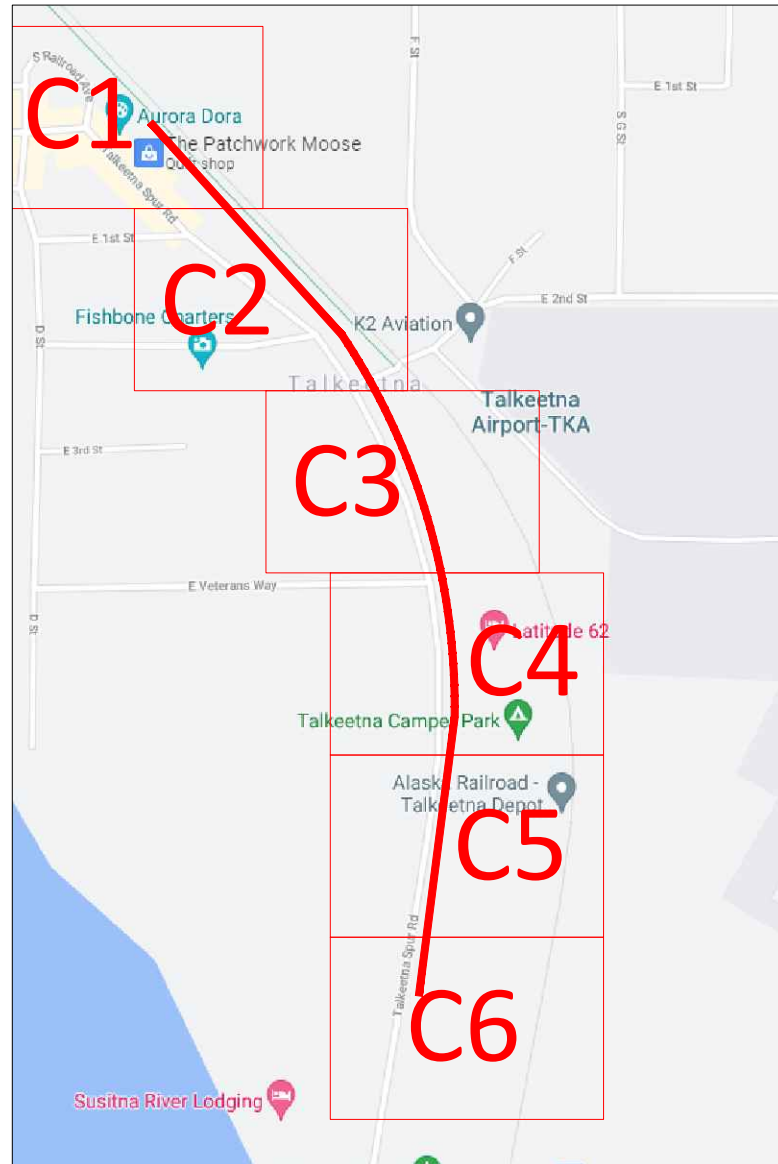 F St
S Railroad Ave
E 1st St
C1
Aurora Dora
S G St
The Patchwork Moose
Quilt shop
Talkeetna Spur Rd
E 1st St
F St
C2
E 2nd St
Fishbone Charters
K2 Aviation
D St
Talkeetna
Talkeetna
Airport-TKA
E 3rd St
C3
E Veterans Way
D St
Latitude 62
C4
Talkeetna Camper Park
Alaska Railroad -
Talkeetna Depot
C5
Talkeetna Spur Rd
C6
Susitna River Lodging